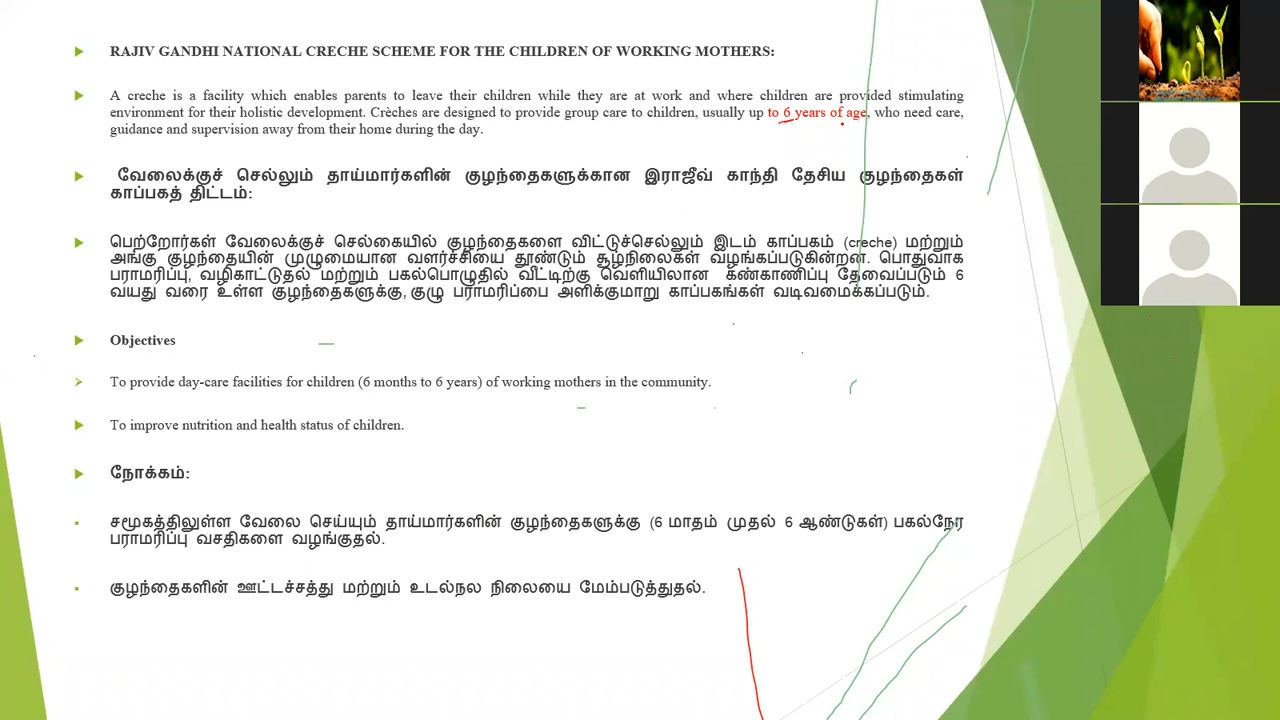 RAJIV GANDHI NATIONAL CRECHE SCHEME FOR THE CHILDREN OF WORKING MOTHERS:
A creche is a facility which enables parents to leave their children while they are at work and where children are provided stimulating
environment for their holistic development. Crèches are designed to provide group care to children, usually up to 6 years of age, who need care,
guidance and supervision away from their home during the day.
வேலைக்குச் செல்லும் தாய்மார்களின் குழந்தைகளுக்கான இராஜீவ் காந்தி தேசிய குழந்தைகள்
காப்பகத் திட்டம்:
பெற்றோர்கள் வேலைக்குச் செல்கையில் குழந்தைகளை விட்டுச்செல்லும் இடம் காப்பகம் (creche) மற்றும்
அங்கு குழந்தையின் முழுமையான வளர்ச்சியை தூண்டும் சூழ்நிலைகள் வழங்கப்படுகின்றன. பொதுவாக
பராமரிப்பு, வழிகாட்டுதல் மற்றும் பகல்பொழுதில் வீட்டிற்கு வெளியிலான கண்காணிப்பு தேவைப்படும் 6
வயது வரை உள்ள குழந்தைகளுக்கு, குழு பராமரிப்பை அளிக்குமாறு காப்பகங்கள் வடிவமைக்கப்படும்.
Objectives
To provide day-care facilities for children (6 months to 6 years) of working mothers in the community.
To improve nutrition and health status of children.
நோக்கம்:
சமூகத்திலுள்ள வேலை செய்யும் தாய்மார்களின் குழந்தைகளுக்கு (6 மாதம் முதல் 6 ஆண்டுகள்) பகல்நேர
பராமரிப்பு வசதிகளை வழங்குதல்.
குழந்தைகளின் ஊட்டச்சத்து மற்றும் உடல்நல நிலையை மேம்படுத்துதல்.